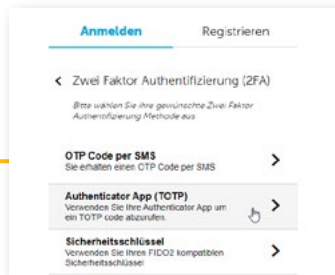 Anmelden Registrieren
Zwei Faktor Authentifizierung (2FA)
Bitte wählen Sie ihre gewünschte Zwei Faktor
Authentifizierung Methode aus
OTP Code per SMS
Sie erhalten einen OTP Code per SMS
Authenticator App (TOTP)
Verwenden Sie Ihre Authenticator App um
ein TOTP code abzurufen.
Sicherheitsschlüssel
Verwenden Sie Ihren FIDO2 kompatiblen
Sicherheitsschlüssel